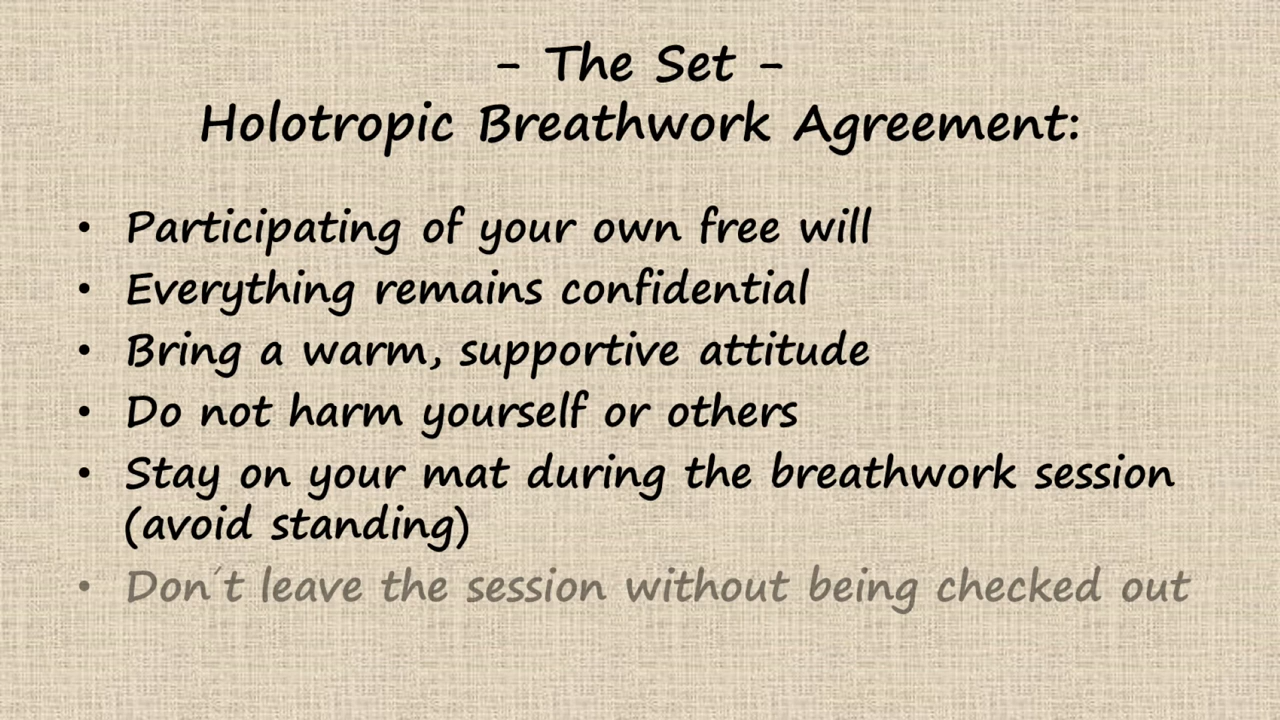 - The Set -
Holotropic Breathwork Agreement:
• Participating of your own free will
• Everything remains confidential
• Bring a warm, supportive attitude
• Do not harm yourself or others
• Stay on your mat during the breathwork session
(avoid standing)
• Don´t leave the session without being checked out